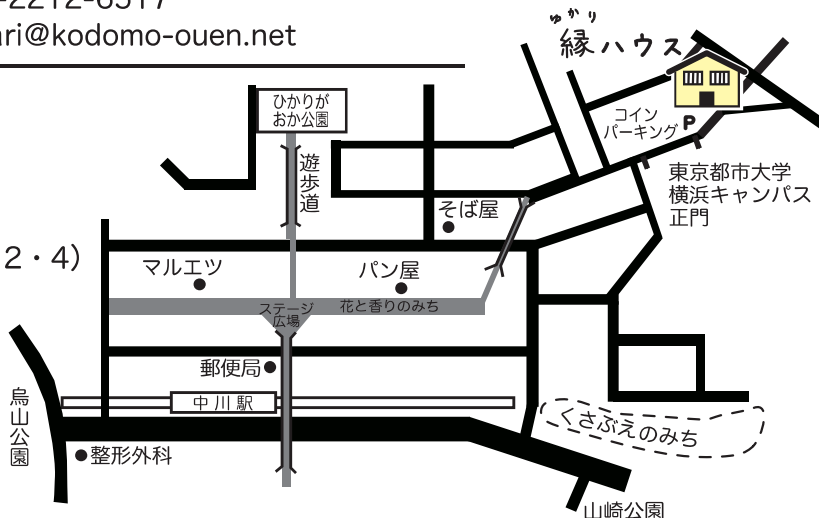 -2212-6517
ari@kodomo-ouen.net
ゆかり
縁ハウス
ひかりが
おか公園
コイン
パーキング P
遊歩道
東京都市大学
横浜キャンパス
正門
そば屋
2・4)
マルエツ
パン屋
ステージ
広場
花と香りのみち
郵便局
中川駅
くさぶえのみち
烏山公園
整形外科
山崎公園